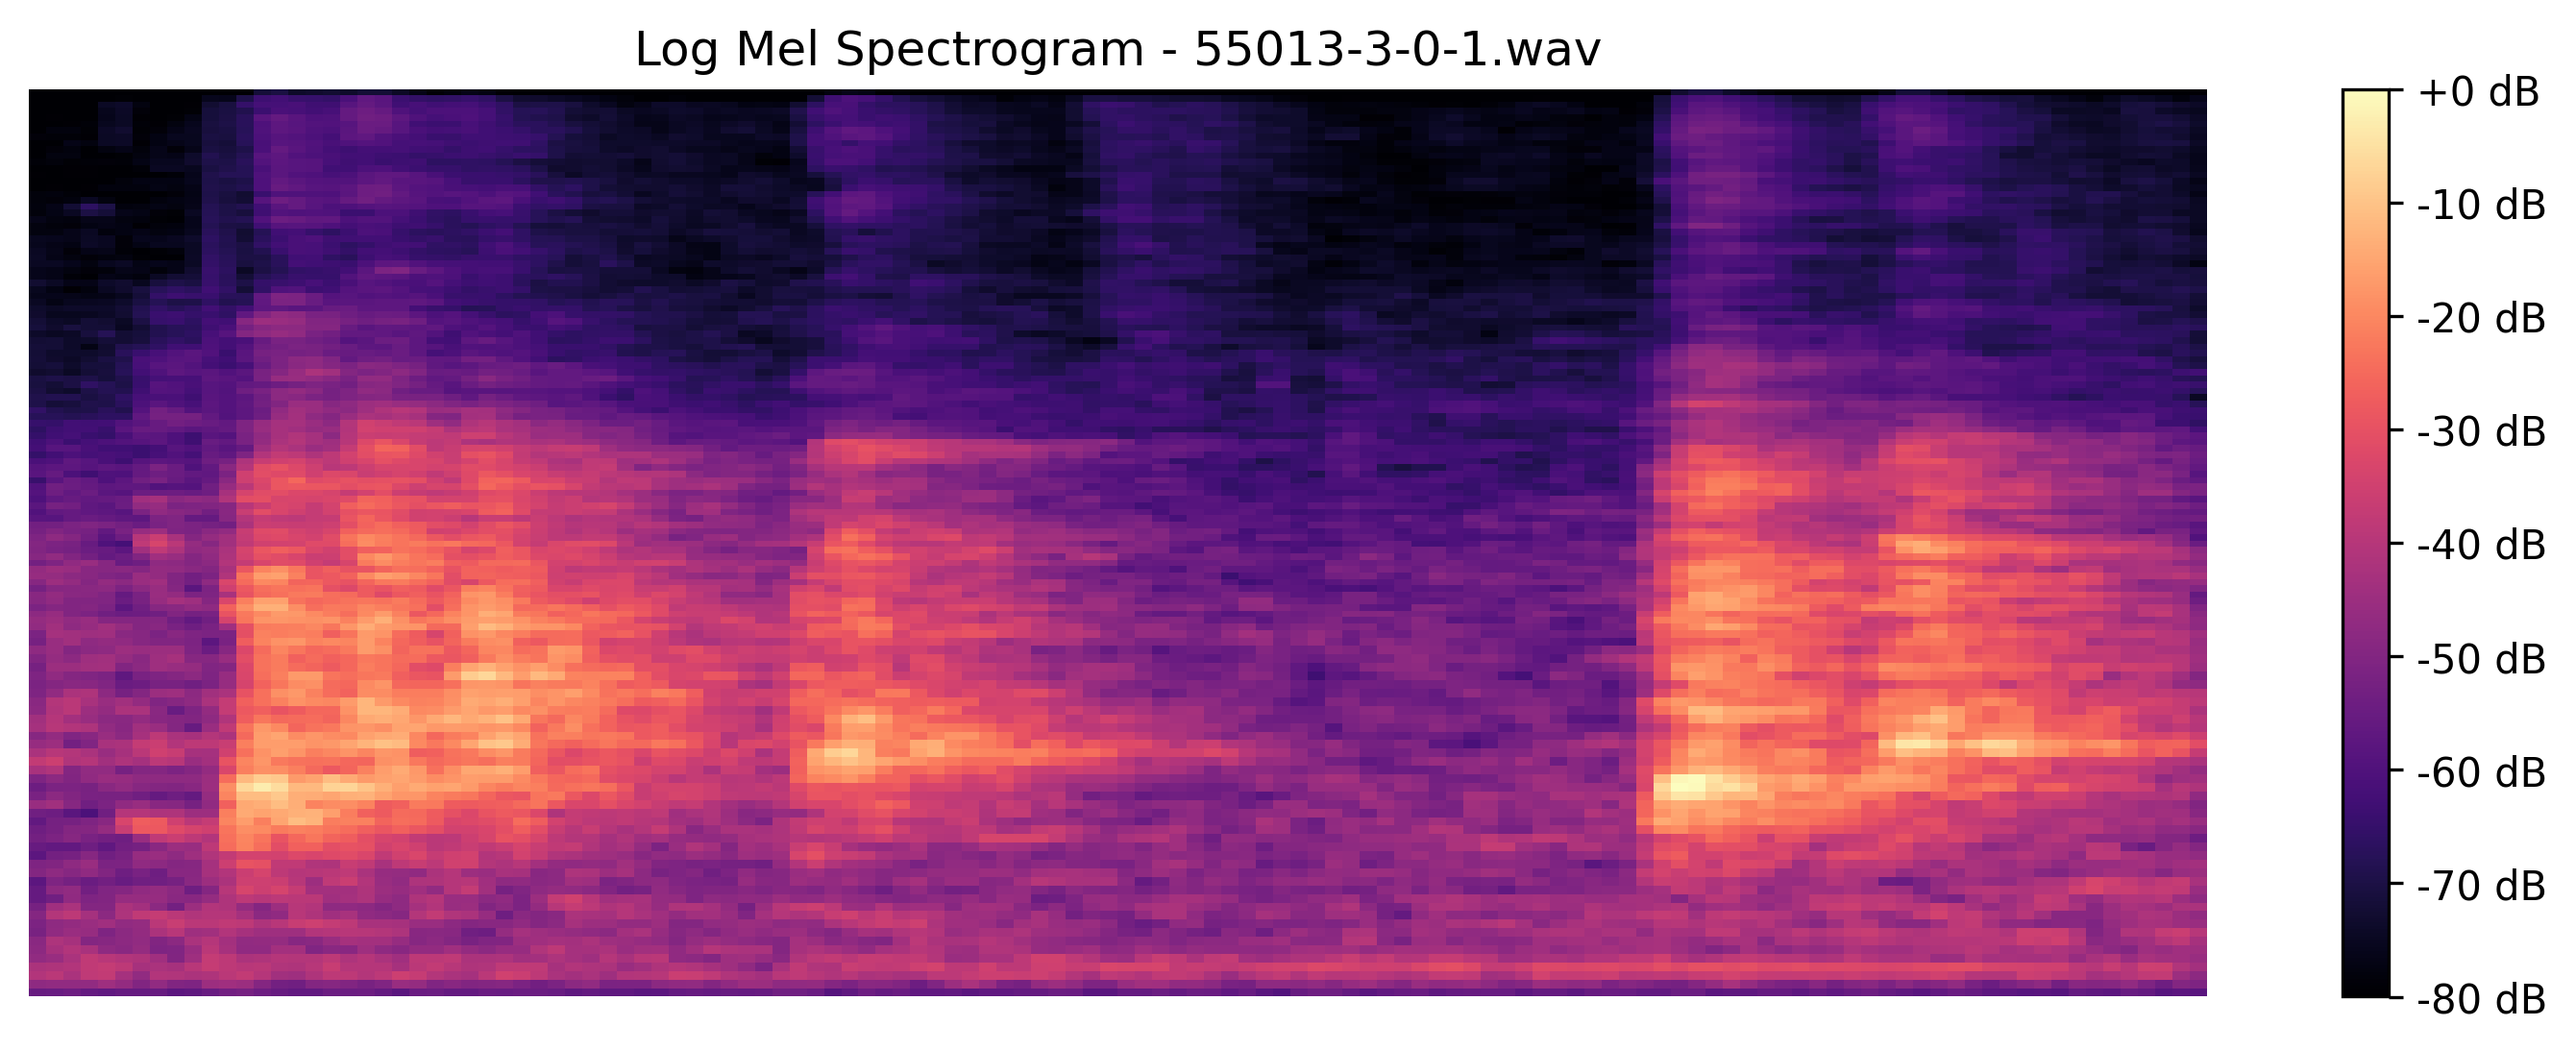 Log Mel Spectrogram - 55013-3-0-1.wav
+0 dB
-10 dB
-20 dB
-30 dB
-40 dB
-50 dB
-60 dB
-70 dB
-80 dB